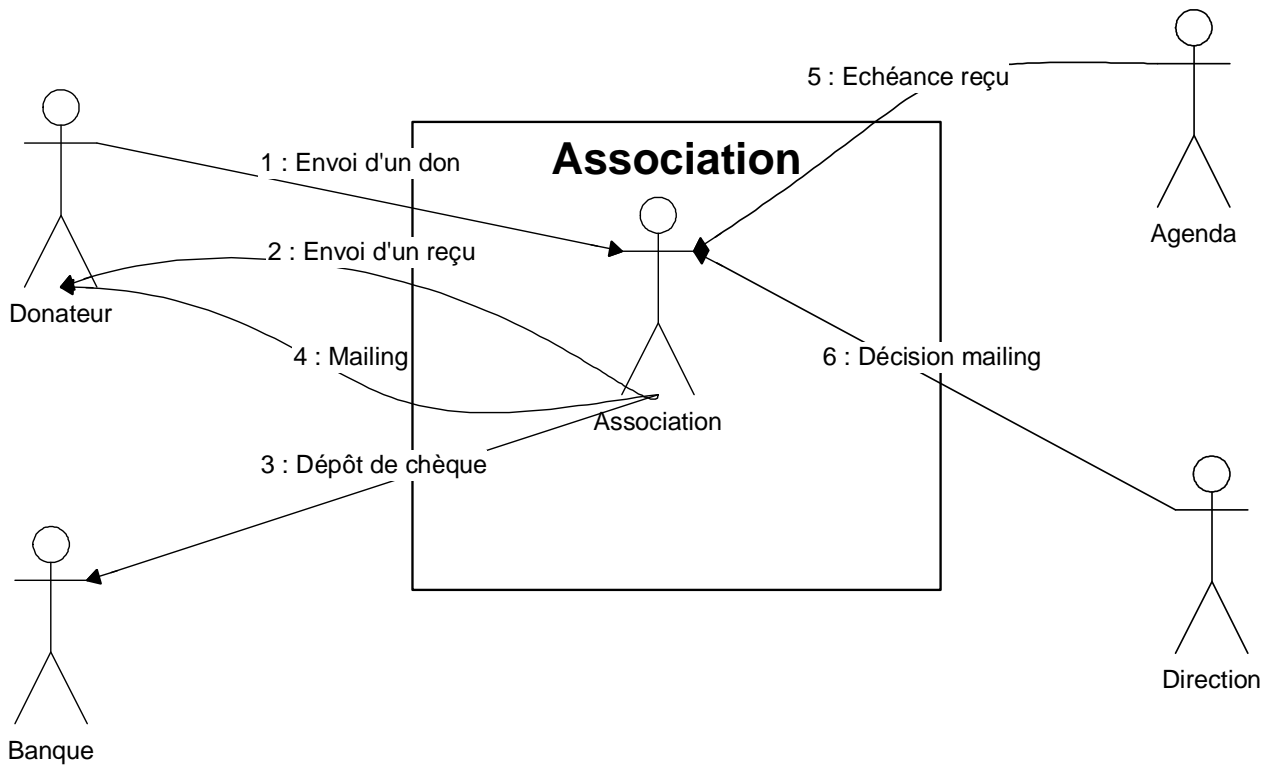 5 : Echéance reçu
Association
1 : Envoi d'un don
Agenda
2 : Envoi d'un reçu
Donateur
4 : Mailing
6 : Décision mailing
Association
3 : Dépôt de chèque
Direction
Banque